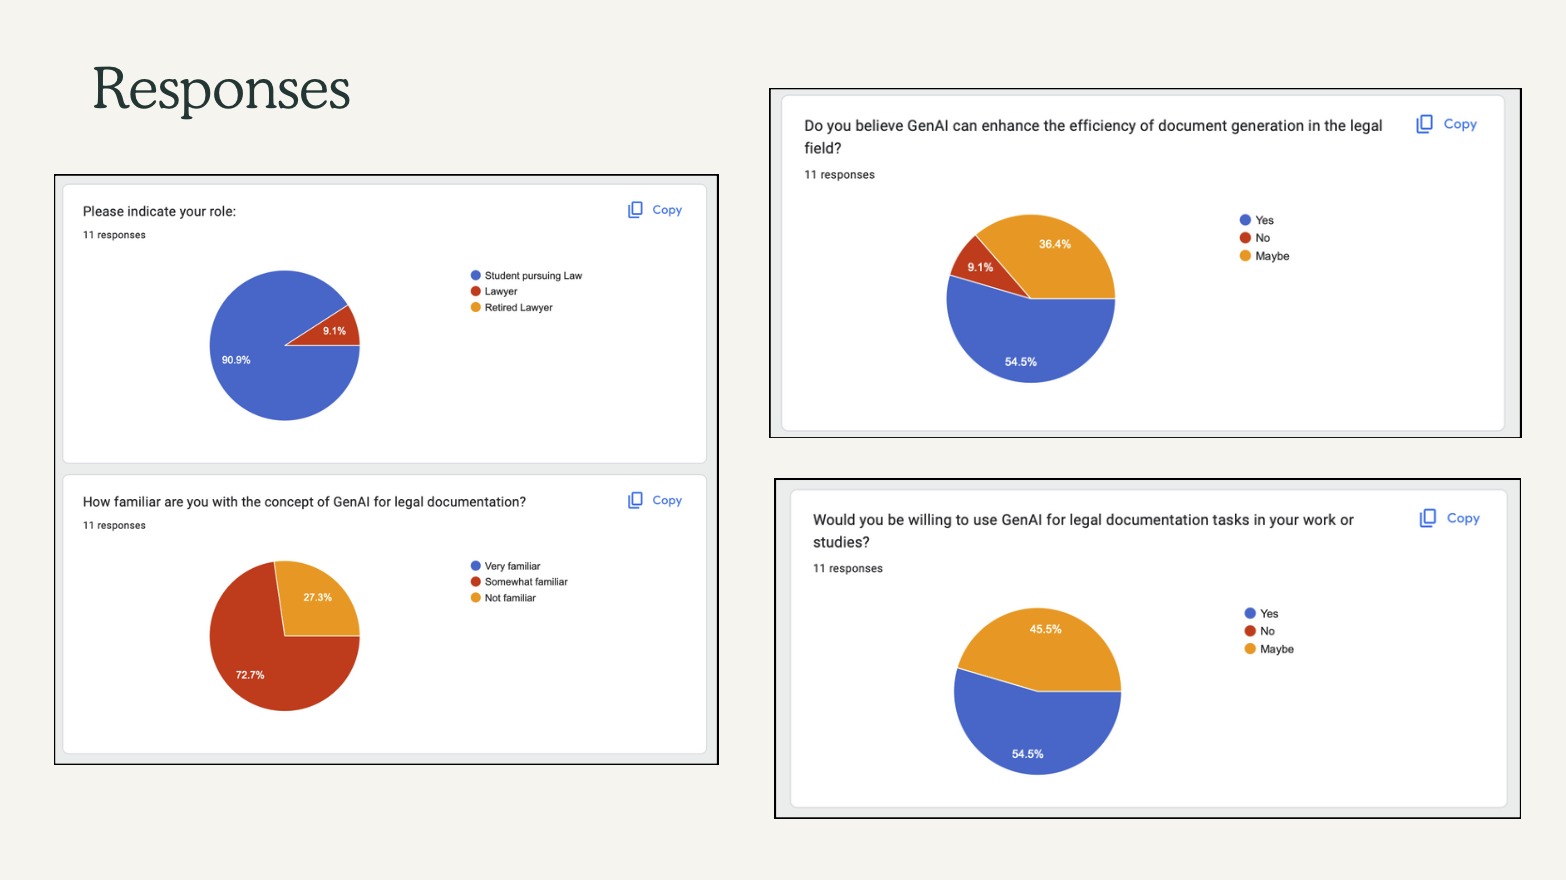 Responses
Please indicate your role:
Copy
11 responses
Student pursuing Law
Lawyer
Retired Lawyer
9.1%
90.9%
How familiar are you with the concept of GenAI for legal documentation?
Copy
11 responses
Very familiar
Somewhat familiar
Not familiar
27.3%
72.7%
Do you believe GenAI can enhance the efficiency of document generation in the legal
field?
Copy
11 responses
Yes
No
Maybe
36.4%
9.1%
54.5%
Would you be willing to use GenAI for legal documentation tasks in your work or
studies?
Copy
11 responses
Yes
No
Maybe
45.5%
54.5%